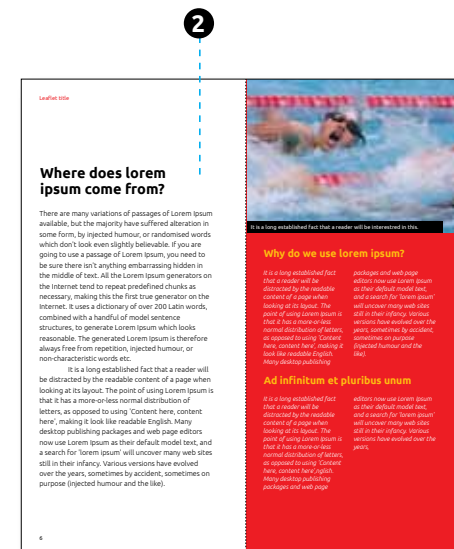 2
Leaflet title
Where does lorem
ipsum come from?
There are many variations of passages of Lorem Ipsum
available, but the majority have suffered alteration in
some form, by injected humour, or randomised words
which don't look even slightly believable. If you are
going to use a passage of Lorem Ipsum, you need to
be sure there isn't anything embarrassing hidden in
the middle of text. All the Lorem Ipsum generators on
the Internet tend to repeat predefined chunks as
necessary, making this the first true generator on the
Internet. It uses a dictionary of over 200 Latin words,
combined with a handful of model sentence
structures, to generate Lorem Ipsum which looks
reasonable. The generated Lorem Ipsum is therefore
always free from repetition, injected humour, or
non-characteristic words etc.
It is a long established fact that a reader will
be distracted by the readable content of a page when
looking at its layout. The point of using Lorem Ipsum is
that it has a more-or-less normal distribution of
letters, as opposed to using 'Content here, content
here', making it look like readable English. Many
desktop publishing packages and web page editors
now use Lorem Ipsum as their default model text, and
a search for 'lorem ipsum' will uncover many web sites
still in their infancy. Various versions have evolved
over the years, sometimes by accident, sometimes on
purpose (injected humour and the like).
6
It is a long established fact that a reader will be interestred in this.
Why do we use lorem ipsum?
It is a long established fact
that a reader will be
distracted by the readable
content of a page when
looking at its layout. The
point of using Lorem Ipsum is
that it has a more-or-less
normal distribution of letters,
as opposed to using 'Content
here, content here', making it
look like readable English.
Many desktop publishing
packages and web page
editors now use Lorem Ipsum
as their default model text,
and a search for 'lorem ipsum'
will uncover many web sites
still in their infancy. Various
versions have evolved over the
years, sometimes by accident,
sometimes on purpose
(injected humour and the
like).
Ad infinitum et pluribus unum
It is a long established fact
that a reader will be
distracted by the readable
content of a page when
looking at its layout. The
point of using Lorem Ipsum is
that it has a more-or-less
normal distribution of letters,
as opposed to using 'Content
here, content here',nglish.
Many desktop publishing
packages and web page
editors now use Lorem Ipsum
as their default model text,
and a search for 'lorem ipsum'
will uncover many web sites
still in their infancy. Various
versions have evolved over the
years,